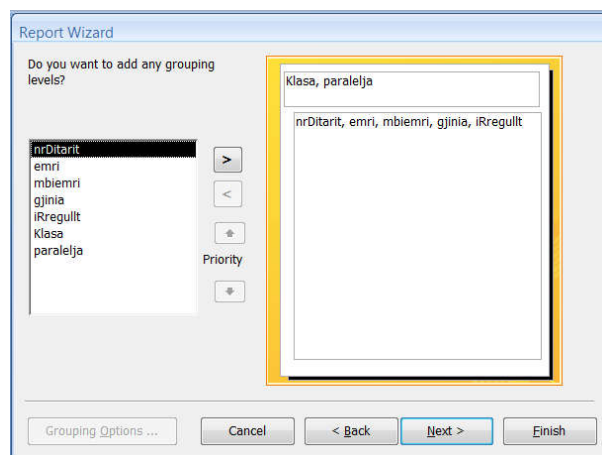 Report Wizard
Do you want to add any grouping
levels?
nrDitarit
emri
mbiemri
gjinia
iRregullt
Klasa
paralelja
>
<
Priority
Klasa, paralelja
nrDitarit, emri, mbiemri, gjinia, iRregullt
Grouping Options ...
Cancel
< Back
Next >
Finish